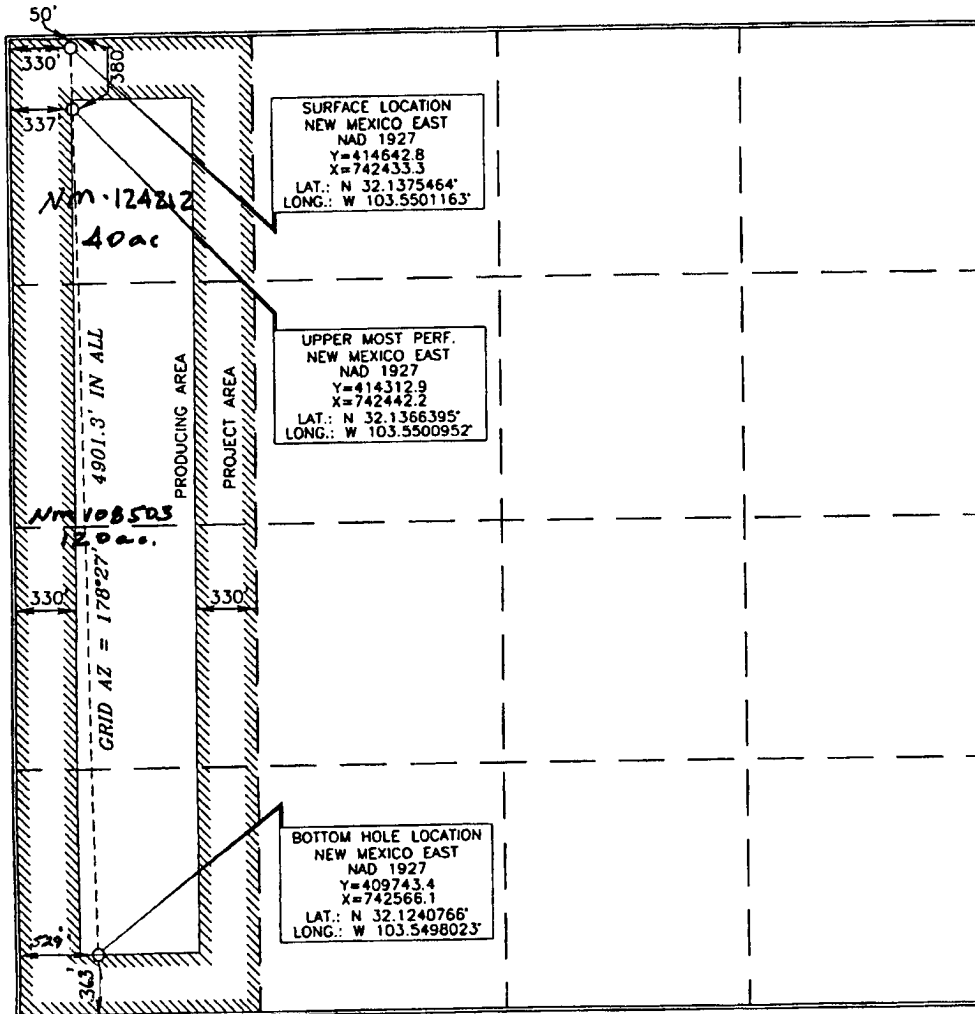 50'
330'
380'
337'
SURFACE LOCATION
NEW MEXICO EAST
NAD 1927
Y=414642.8
X=742433.3
LAT.: N 32.1375464°
LONG.: W 103.5501163°
Nm·124212
40ac
UPPER MOST PERF.
NEW MEXICO EAST
NAD 1927
Y=414312.9
X=742442.2
LAT.: N 32.1366395°
LONG.: W 103.5500952°
GRID AZ = 178°27' 4901.3' IN ALL
PRODUCING AREA
PROJECT AREA
Nm 108503
120ac.
330'
330'
BOTTOM HOLE LOCATION
NEW MEXICO EAST
NAD 1927
Y=409743.4
X=742566.1
LAT.: N 32.1240766°
LONG.: W 103.5498023°
529'
363'